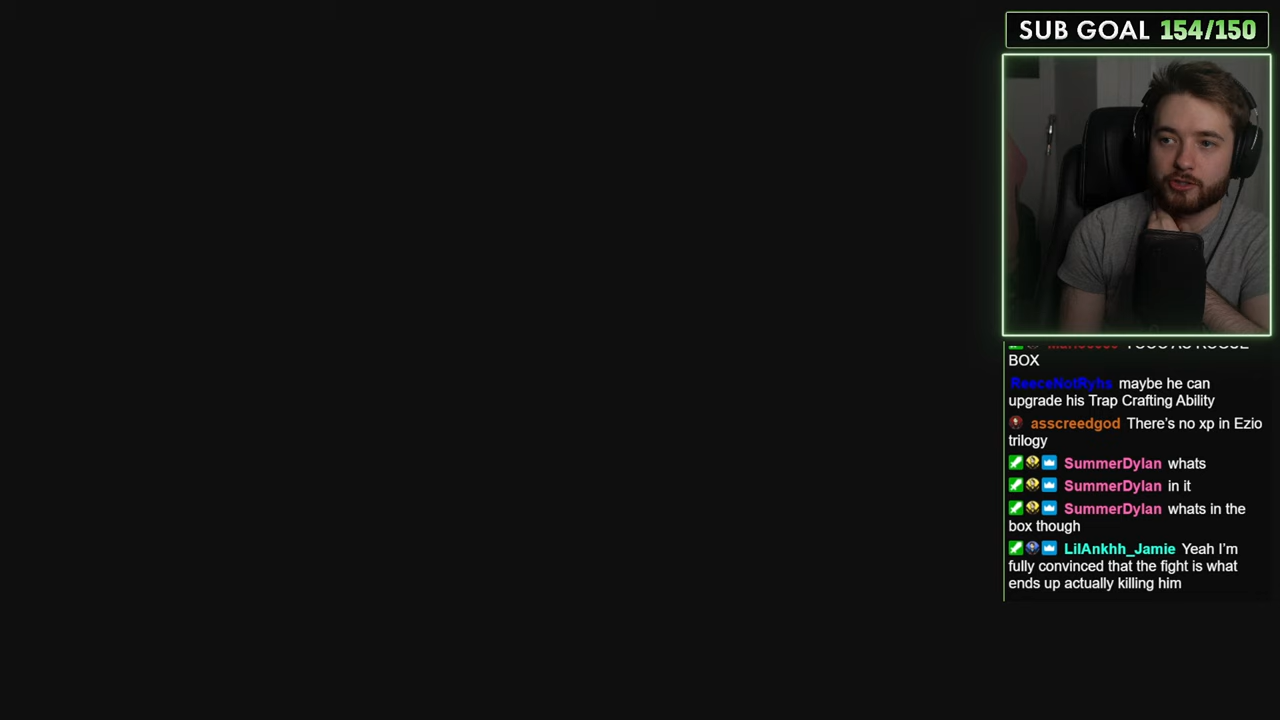 SUB GOAL 154/150
BOX
ReeceNotRyhs maybe he can
upgrade his Trap Crafting Ability
asscreedgod There's no xp in Ezio
trilogy
SummerDylan whats
SummerDylan in it
SummerDylan whats in the
box though
LilAnkhh_Jamie Yeah I'm
fully convinced that the fight is what
ends up actually killing him